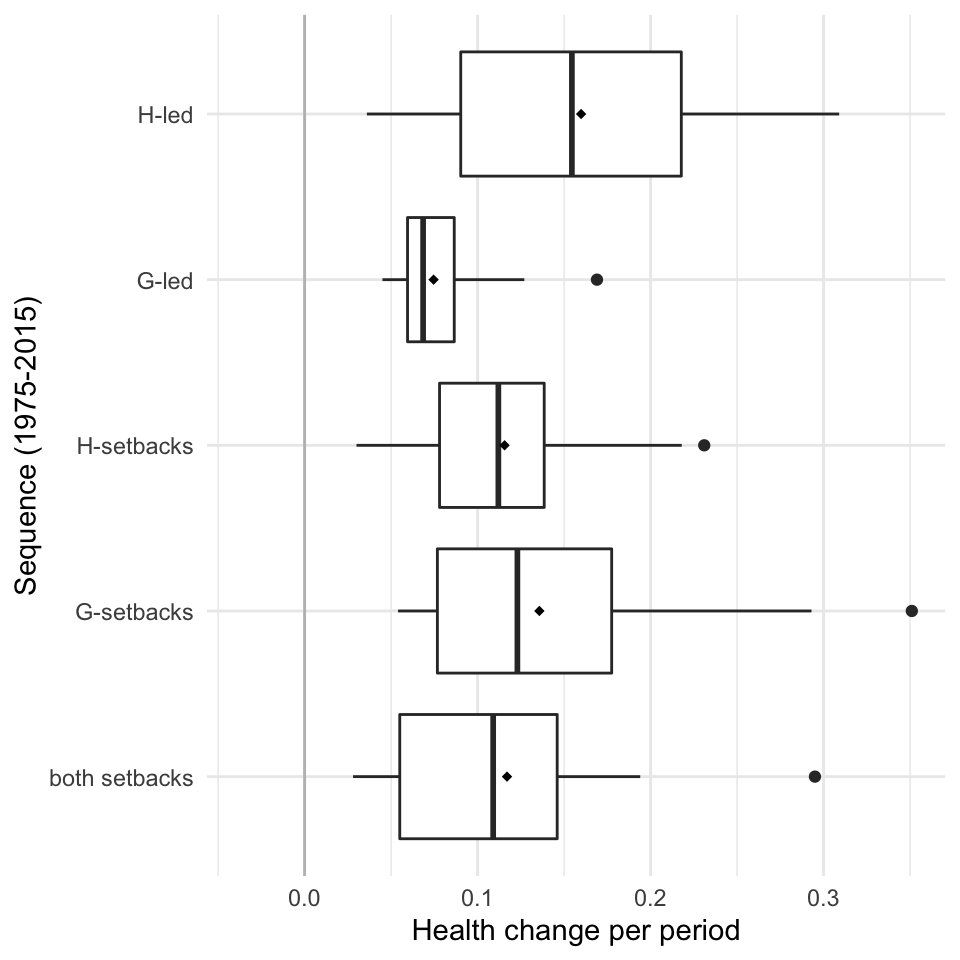 Sequence (1975-2015)
H-led
G-led
H-setbacks
G-setbacks
both setbacks
0.0 0.1 0.2 0.3
Health change per period